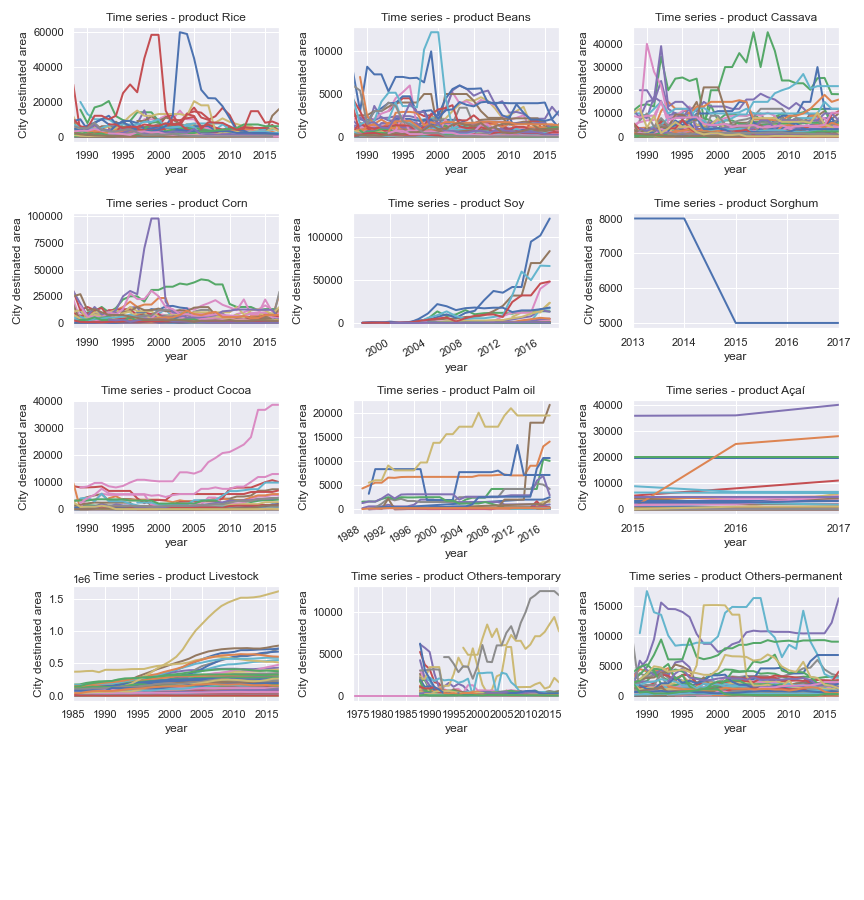 Time series - product Rice
City destinated area
60000
40000
20000
0
1990 1995 2000 2005 2010 2015
year
Time series - product Beans
City destinated area
10000
5000
0
1990 1995 2000 2005 2010 2015
year
Time series - product Cassava
City destinated area
40000
30000
20000
10000
0
1990 1995 2000 2005 2010 2015
year
Time series - product Corn
City destinated area
100000
75000
50000
25000
0
1990 1995 2000 2005 2010 2015
year
Time series - product Soy
City destinated area
100000
50000
0
2000 2004 2008 2012 2016
year
Time series - product Sorghum
City destinated area
8000
7000
6000
5000
2013 2014 2015 2016 2017
year
Time series - product Cocoa
City destinated area
40000
30000
20000
10000
0
1990 1995 2000 2005 2010 2015
year
Time series - product Palm oil
City destinated area
20000
15000
10000
5000
0
1988 1992 1996 2000 2004 2008 2012 2016
year
Time series - product Açaí
City destinated area
40000
30000
20000
10000
0
2015 2016 2017
year
Time series - product Livestock
1e6
City destinated area
1.5
1.0
0.5
0.0
1985 1990 1995 2000 2005 2010 2015
year
Time series - product Others-temporary
City destinated area
10000
5000
0
1975 1980 1985 1990 1995 2000 2005 2010 2015
year
Time series - product Others-permanent
City destinated area
15000
10000
5000
0
1990 1995 2000 2005 2010 2015
year